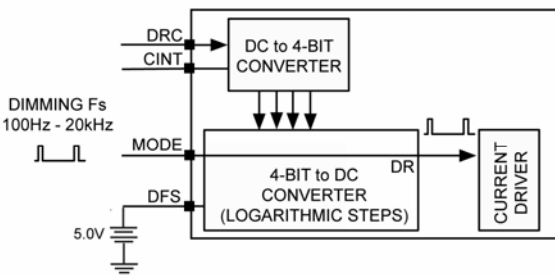 DRC
CINT
DC to 4-BIT
CONVERTER
DIMMING Fs
100Hz - 20kHz
MODE
DR
4-BIT to DC
CONVERTER
(LOGARITHMIC STEPS)
CURRENT
DRIVER
DFS
5.0V